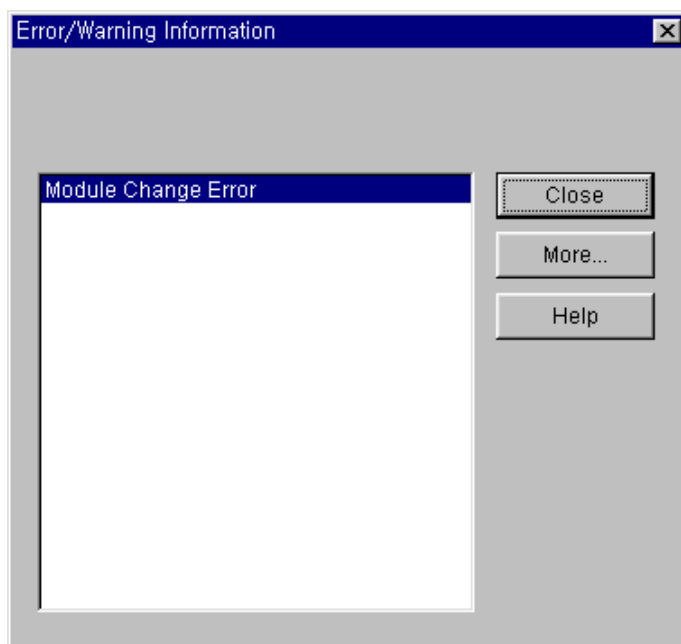 Error/Warning Information
Module Change Error
Close
More...
Help